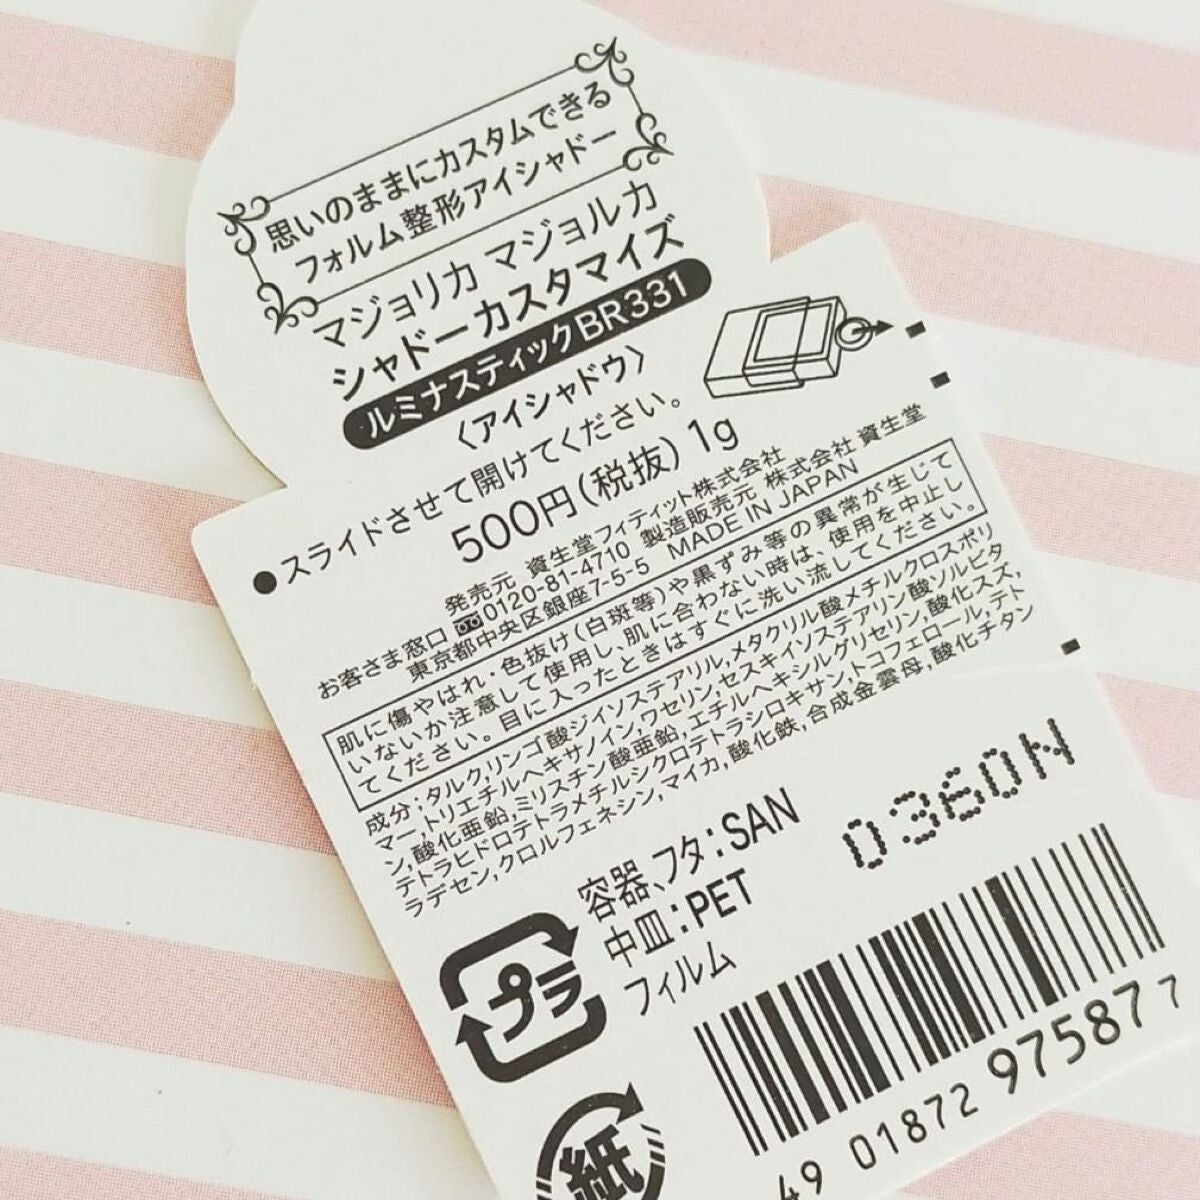 思いのままにカスタムできる
フォルム整形アイシャドー
マジョリカ マジョルカ
シャドーカスタマイズ
ルミナスティックBR331
〈アイシャドウ〉
●スライドさせて開けてください。
500円(税抜) 1g
発売元 資生堂フィティット株式会社
お客さま窓口 0120-81-4710 製造販売元 株式会社 資生堂
東京都中央区銀座7-5-5 MADE IN JAPAN
肌に傷やはれ・色抜け(白斑等)や黒ずみ等の異常が生じて
いないか注意して使用し、肌に合わない時は、使用を中止し
てください。目に入ったときはすぐに洗い流してください。
成分:タルク,リンゴ酸ジイソステアリル,メタクリル酸メチルクロスポリ
マー,トリエチルヘキサノイン,ワセリン,セスキイソステアリン酸ソルビタ
ン,酸化亜鉛,ミリスチン酸亜鉛,エチルヘキシルグリセリン,酸化スズ,
テトラヒドロテトラメチルシクロテトラシロキサン,トコフェロール,テト
ラデセン,クロルフェネシン,マイカ,酸化鉄,合成金雲母,酸化チタン
0360N
容器、フタ:SAN
中皿:PET
フィルム
プラ
紙
49 01872 97587 7